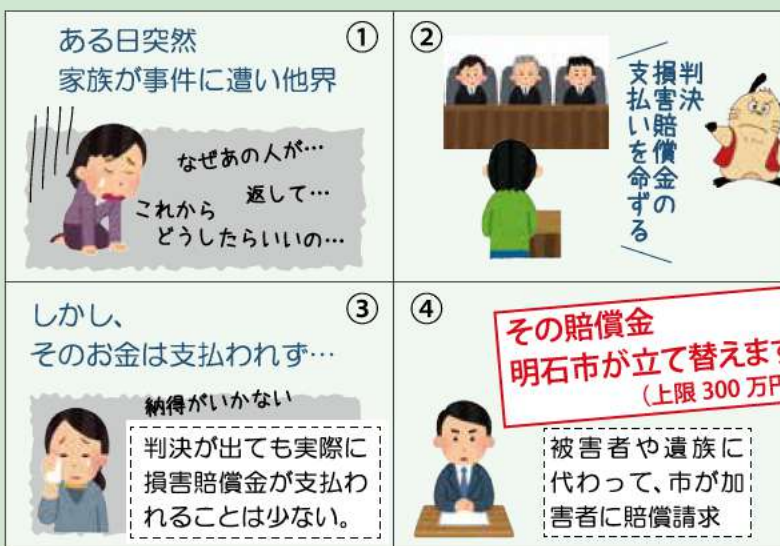 ①
ある日突然
家族が事件に遭い他界
なぜあの人が…
返して…
これから
どうしたらいいの…
②
判決
損害賠償金の
支払いを命ずる
③
しかし、
そのお金は支払われず…
納得がいかない
判決が出ても実際に
損害賠償金が支払わ
れることは少ない。
④
その賠償金
明石市が立て替えます
(上限 300 万円
被害者や遺族に
代わって、市が加
害者に賠償請求